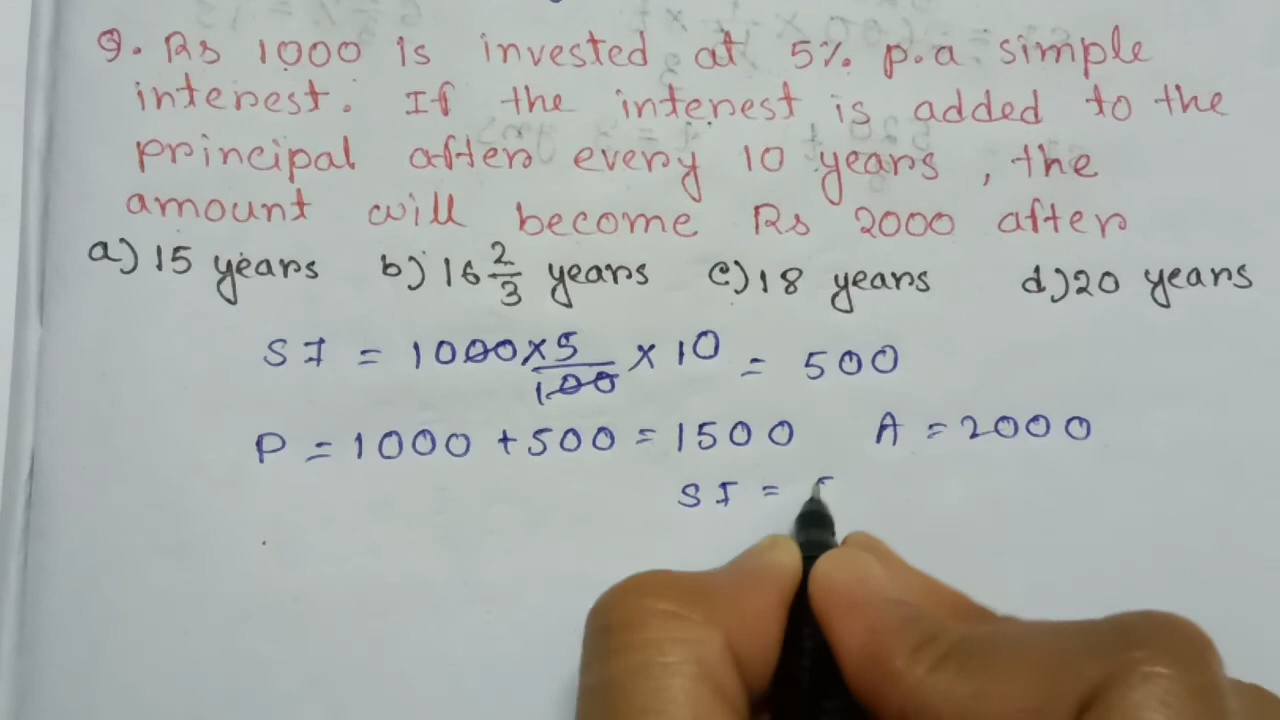 9. Rs 1000 is invested at 5% p.a simple
interest. If the interest is added to the
principal after every 10 years, the
amount will become Rs 2000 after
a) 15 years b) 16 2/3 years c) 18 years d) 20 years
SI = 1000 × 5/100 × 10 = 500
P = 1000 + 500 = 1500 A = 2000
SI =